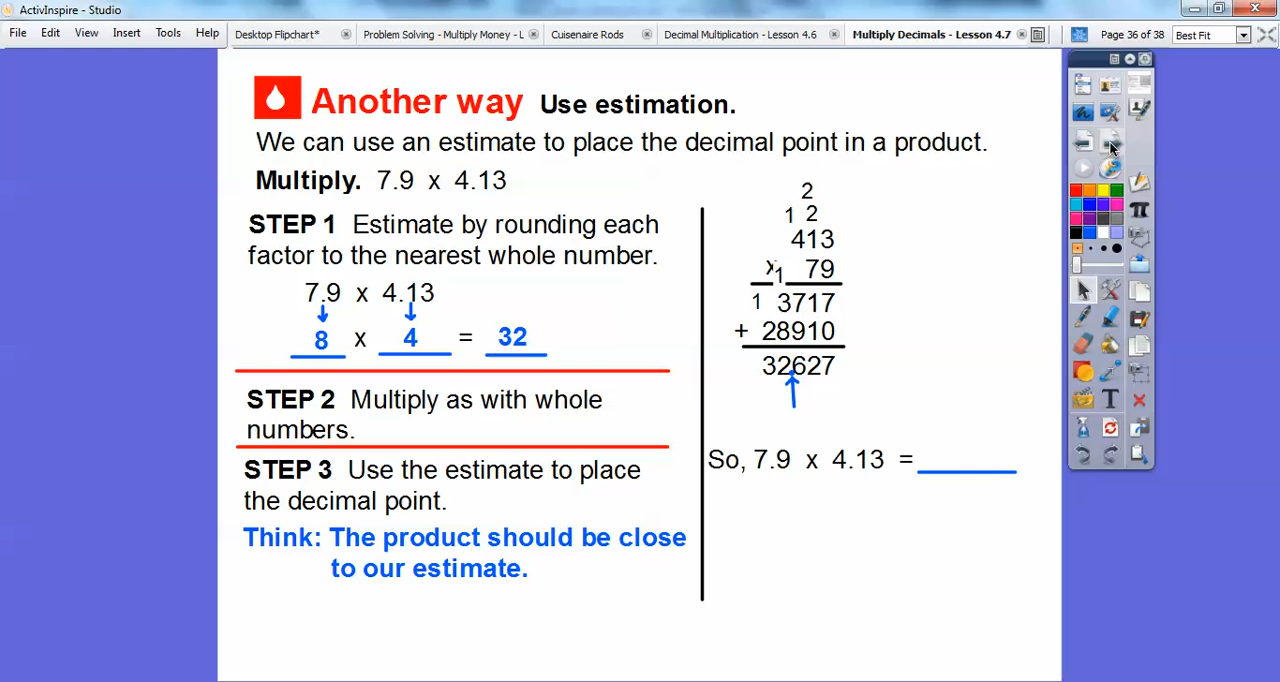 ActivInspire - Studio
File Edit View Insert Tools Help Desktop Flipchart* Problem Solving - Multiply Money - L Cuisenaire Rods Decimal Multiplication - Lesson 4.6 Multiply Decimals - Lesson 4.7 Page 36 of 38 Best Fit
Another way Use estimation.
We can use an estimate to place the decimal point in a product.
Multiply. 7.9 x 4.13
STEP 1 Estimate by rounding each
factor to the nearest whole number.
7.9 x 4.13
8 x 4 = 32
STEP 2 Multiply as with whole
numbers.
STEP 3 Use the estimate to place
the decimal point.
Think: The product should be close
to our estimate.
2
1 2
413
x 1 79
1 3717
+ 28910
32627
So, 7.9 x 4.13 =